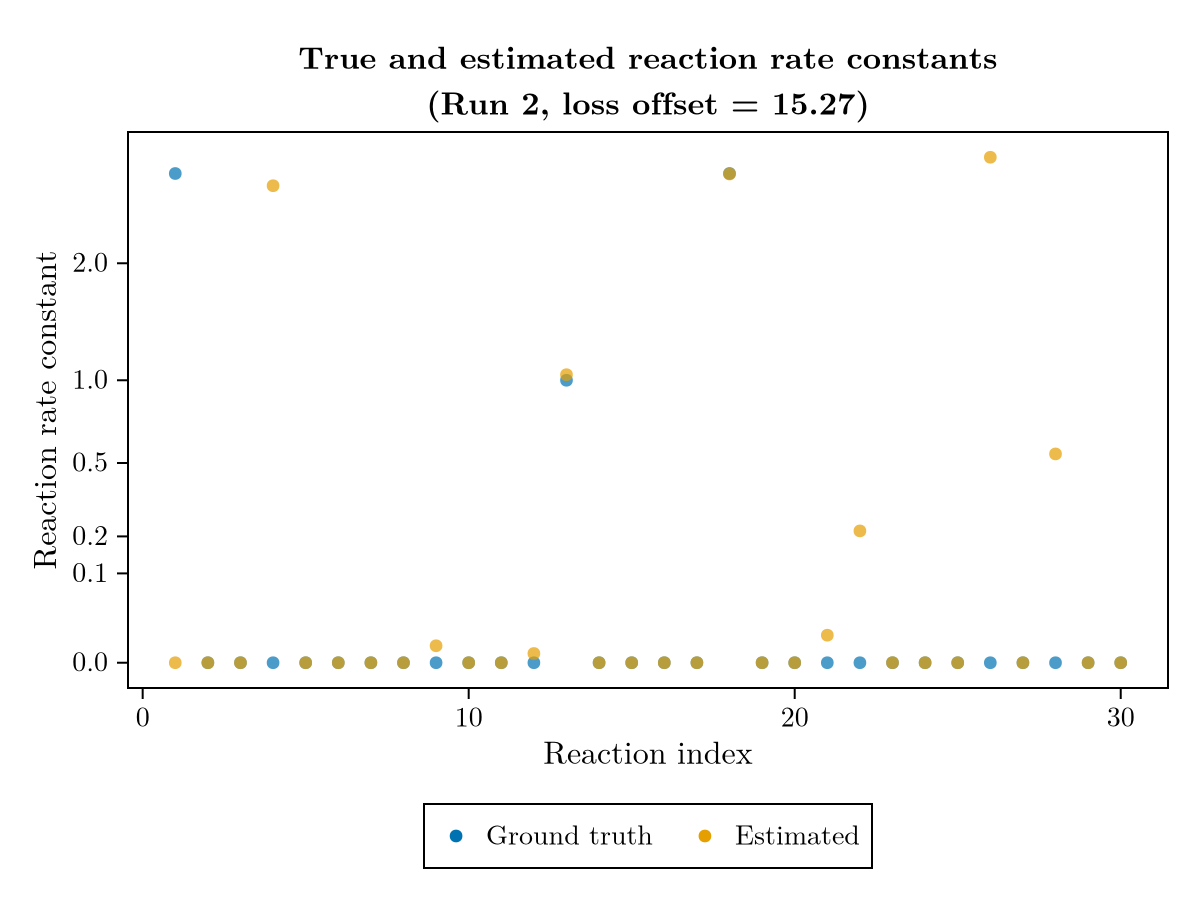 True and estimated reaction rate constants
(Run 2, loss offset = 15.27)
Reaction rate constant
2.0
1.0
0.5
0.2
0.1
0.0
0 10 20 30
Reaction index
Ground truth Estimated